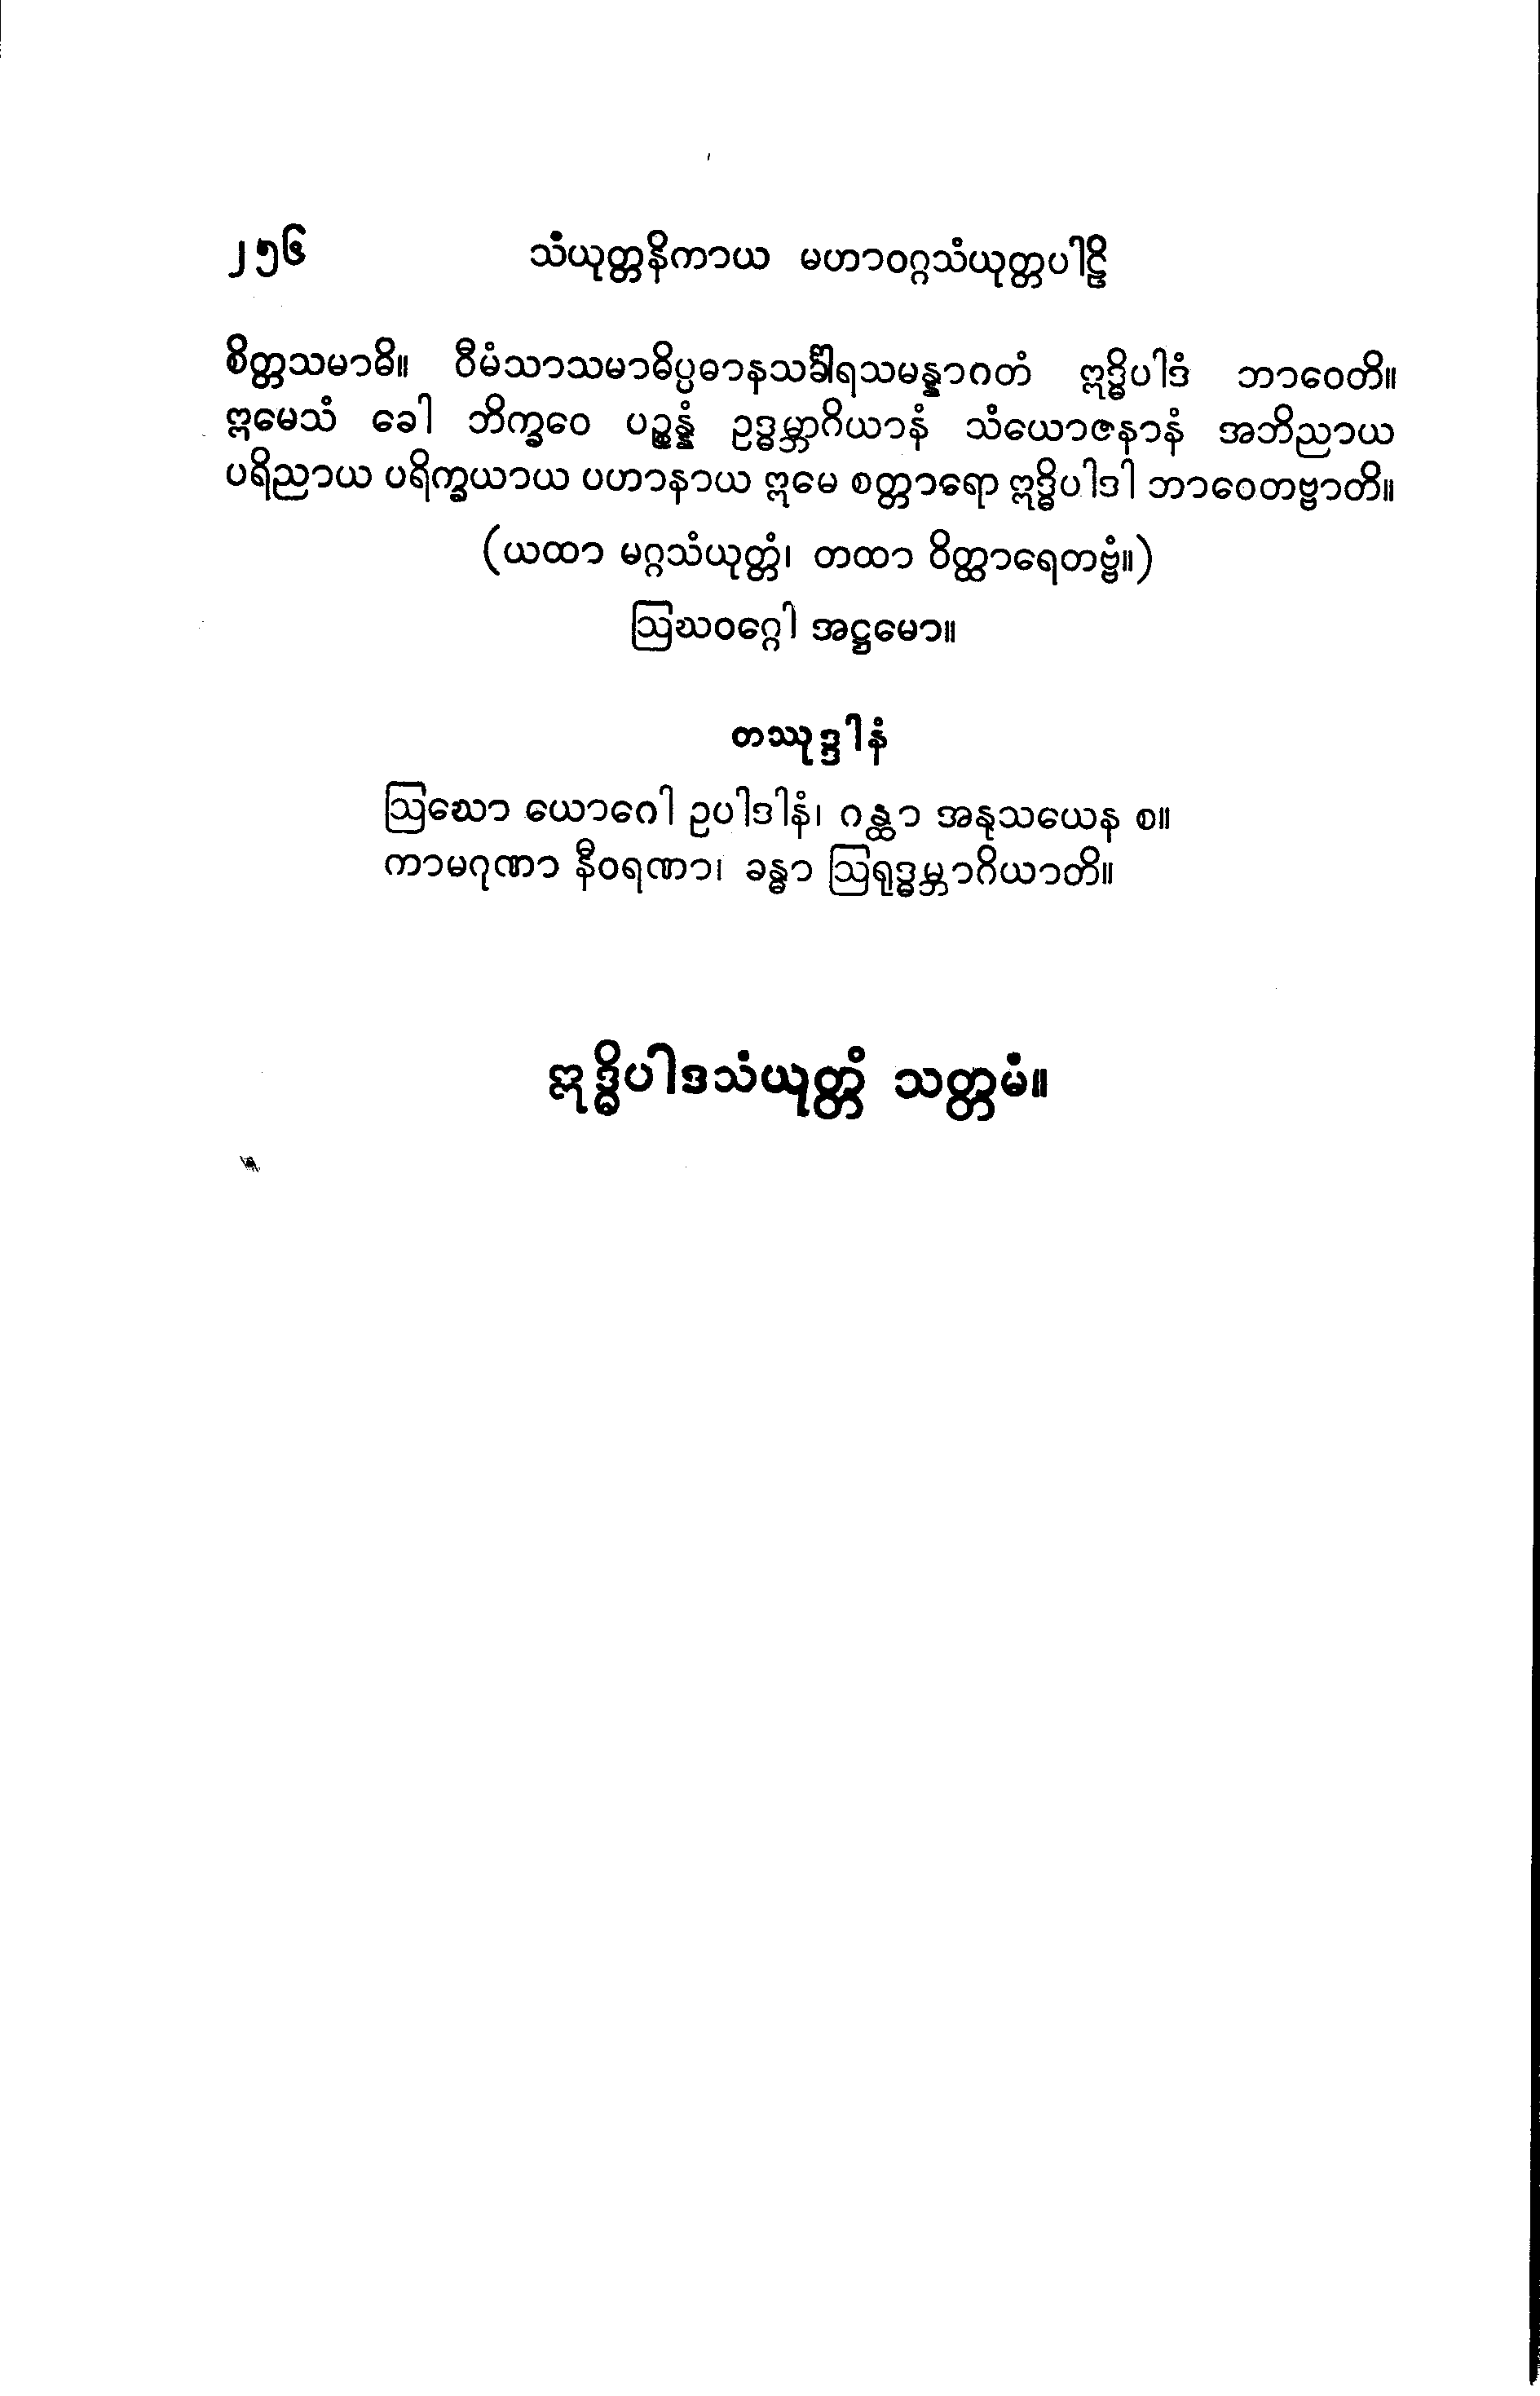 ၂၅၆ သံယုတ္တနိကာယ မဟာဝဂ္ဂသံယုတ္တပါဠိ
စိတ္တသမာဓိ။ ဝီမံသာသမာဓိပ္ပဓာနသင်္ခါရသမန္နာဂတံ ဣဒ္ဓိပါဒံ ဘာဝေတိ။
ဣမေသံ ခေါ ဘိက္ခဝေ ပဉ္စန္နံ ဥဒ္ဓမ္ဘာဂိယာနံ သံယောဇနာနံ အဘိညာယ
ပရိညာယ ပရိက္ခယာယ ပဟာနာယ ဣမေ စတ္တာရော ဣဒ္ဓိပါဒါ ဘာဝေတဗ္ဗာတိ။
(ယထာ မဂ္ဂသံယုတ္တံ၊ တထာ ဝိတ္ထာရေတဗ္ဗံ။)
ဩဃဝဂ္ဂေါ အဋ္ဌမော။
တဿုဒ္ဒါနံ
ဩဃော ယောဂေါ ဥပါဒါနံ၊ ဂန္ထာ အနုသယေန စ။
ကာမဂုဏာ နီဝရဏာ၊ ခန္ဓာ ဩရုဒ္ဓမ္ဘာဂိယာတိ။
ဣဒ္ဓိပါဒသံယုတ္တံ သတ္တမံ။